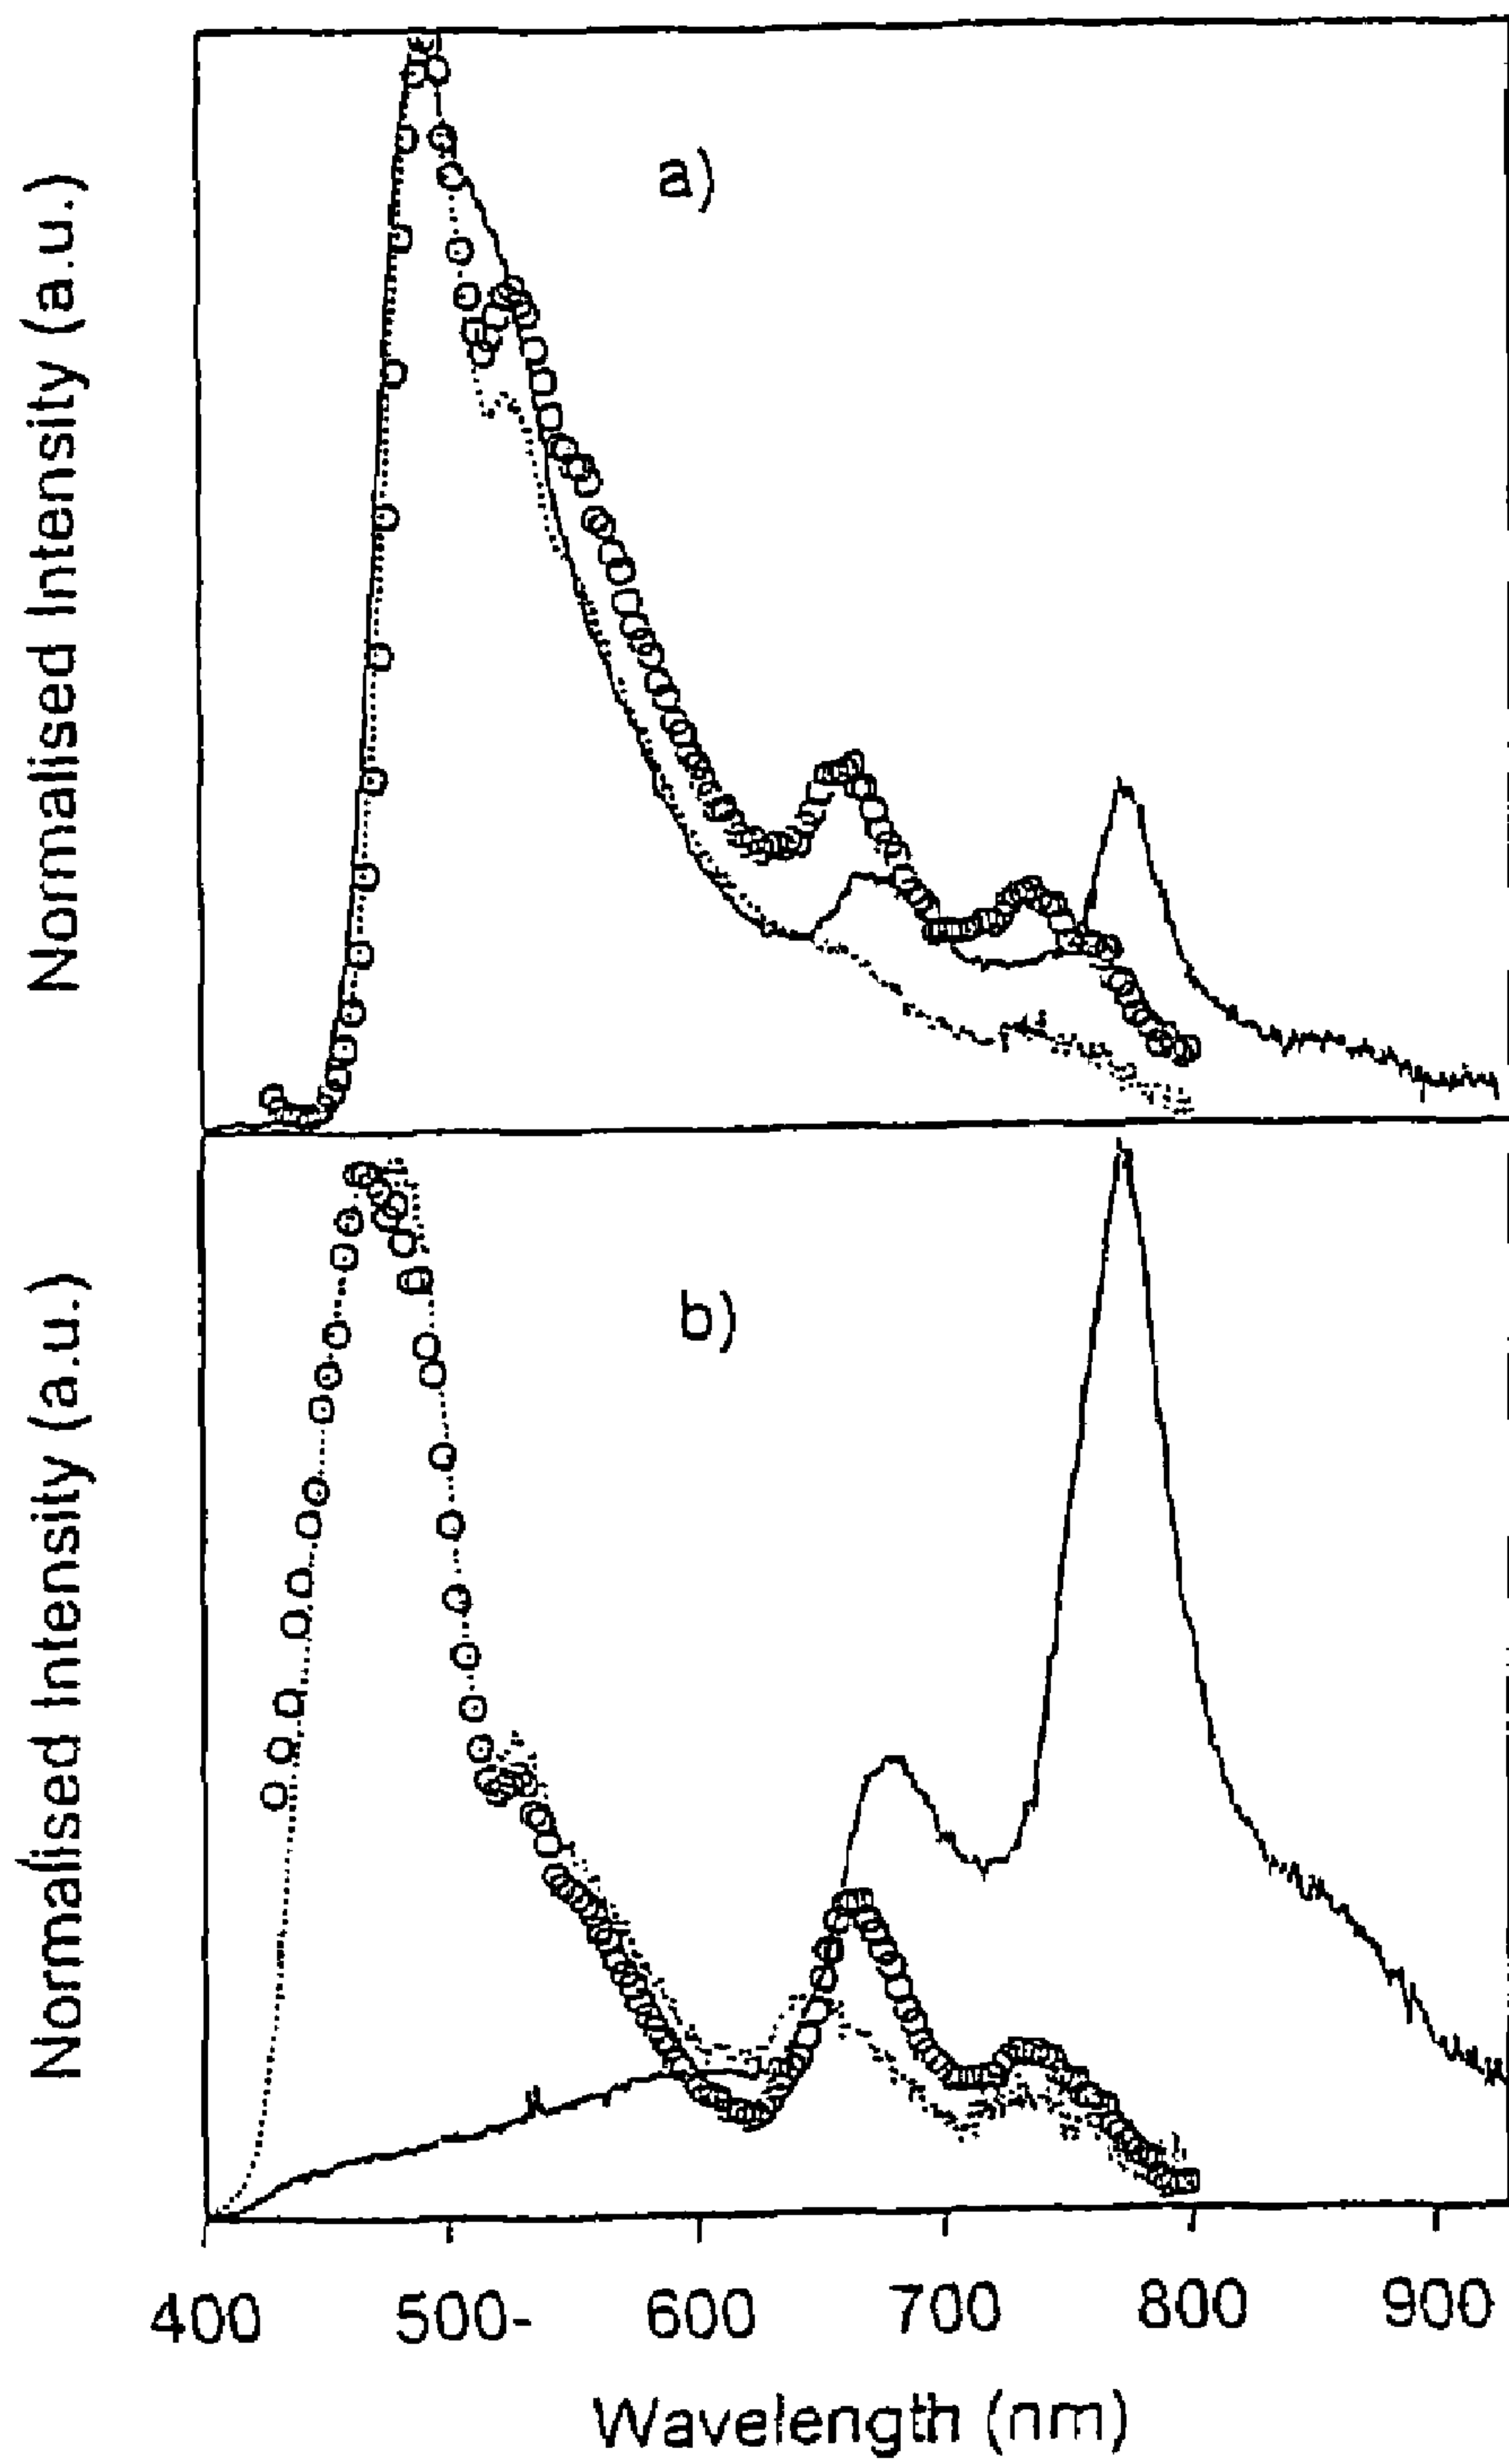 Normalised Intensity (a.u.)
a)
Normalised Intensity (a.u.)
b)
400 500- 600 700 800 900
Wavelength (nm)